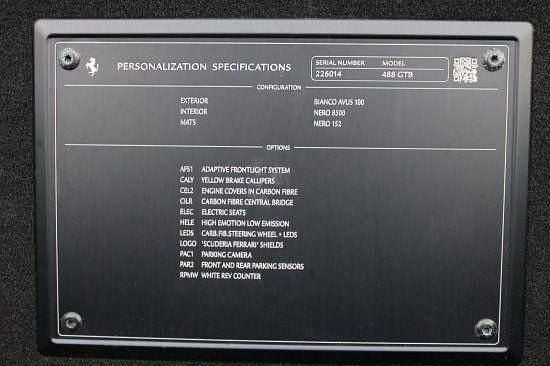 PERSONALIZATION SPECIFICATIONS
SERIAL NUMBER MODEL
226014 488 GTB
CONFIGURATION
EXTERIOR BIANCO AVUS 100
INTERIOR NERO 8500
MATS NERO 152
OPTIONS
AFS1 ADAPTIVE FRONTLIGHT SYSTEM
CALY YELLOW BRAKE CALLIPERS
CEL2 ENGINE COVERS IN CARBON FIBRE
CILR CARBON FIBRE CENTRAL BRIDGE
ELEC ELECTRIC SEATS
HELE HIGH EMOTION LOW EMISSION
LEDS CARB.FIB.STEERING WHEEL + LEDS
LOGO 'SCUDERIA FERRARI' SHIELDS
PAC1 PARKING CAMERA
PAR2 FRONT AND REAR PARKING SENSORS
RPMW WHITE REV COUNTER